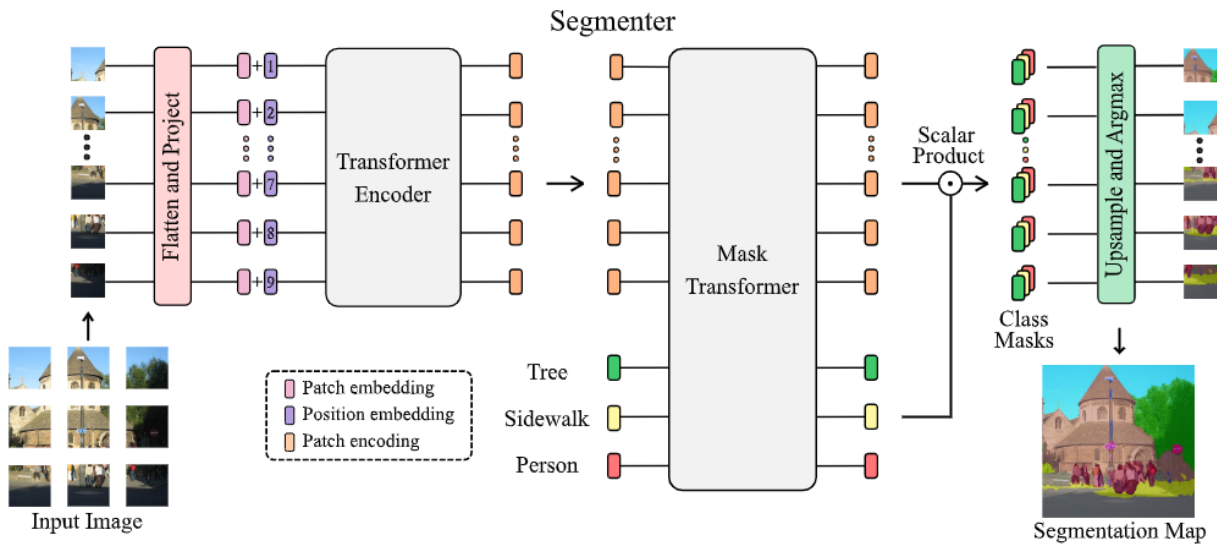 Segmenter
Flatten and Project
+ 1
+ 2
+ +
+ 7
+ 8
+ 9
Transformer
Encoder
Mask
Transformer
Scalar
Product
Class
Masks
Upsample and Argmax
Tree
Sidewalk
Person
Patch embedding
Position embedding
Patch encoding
Input Image
Segmentation Map